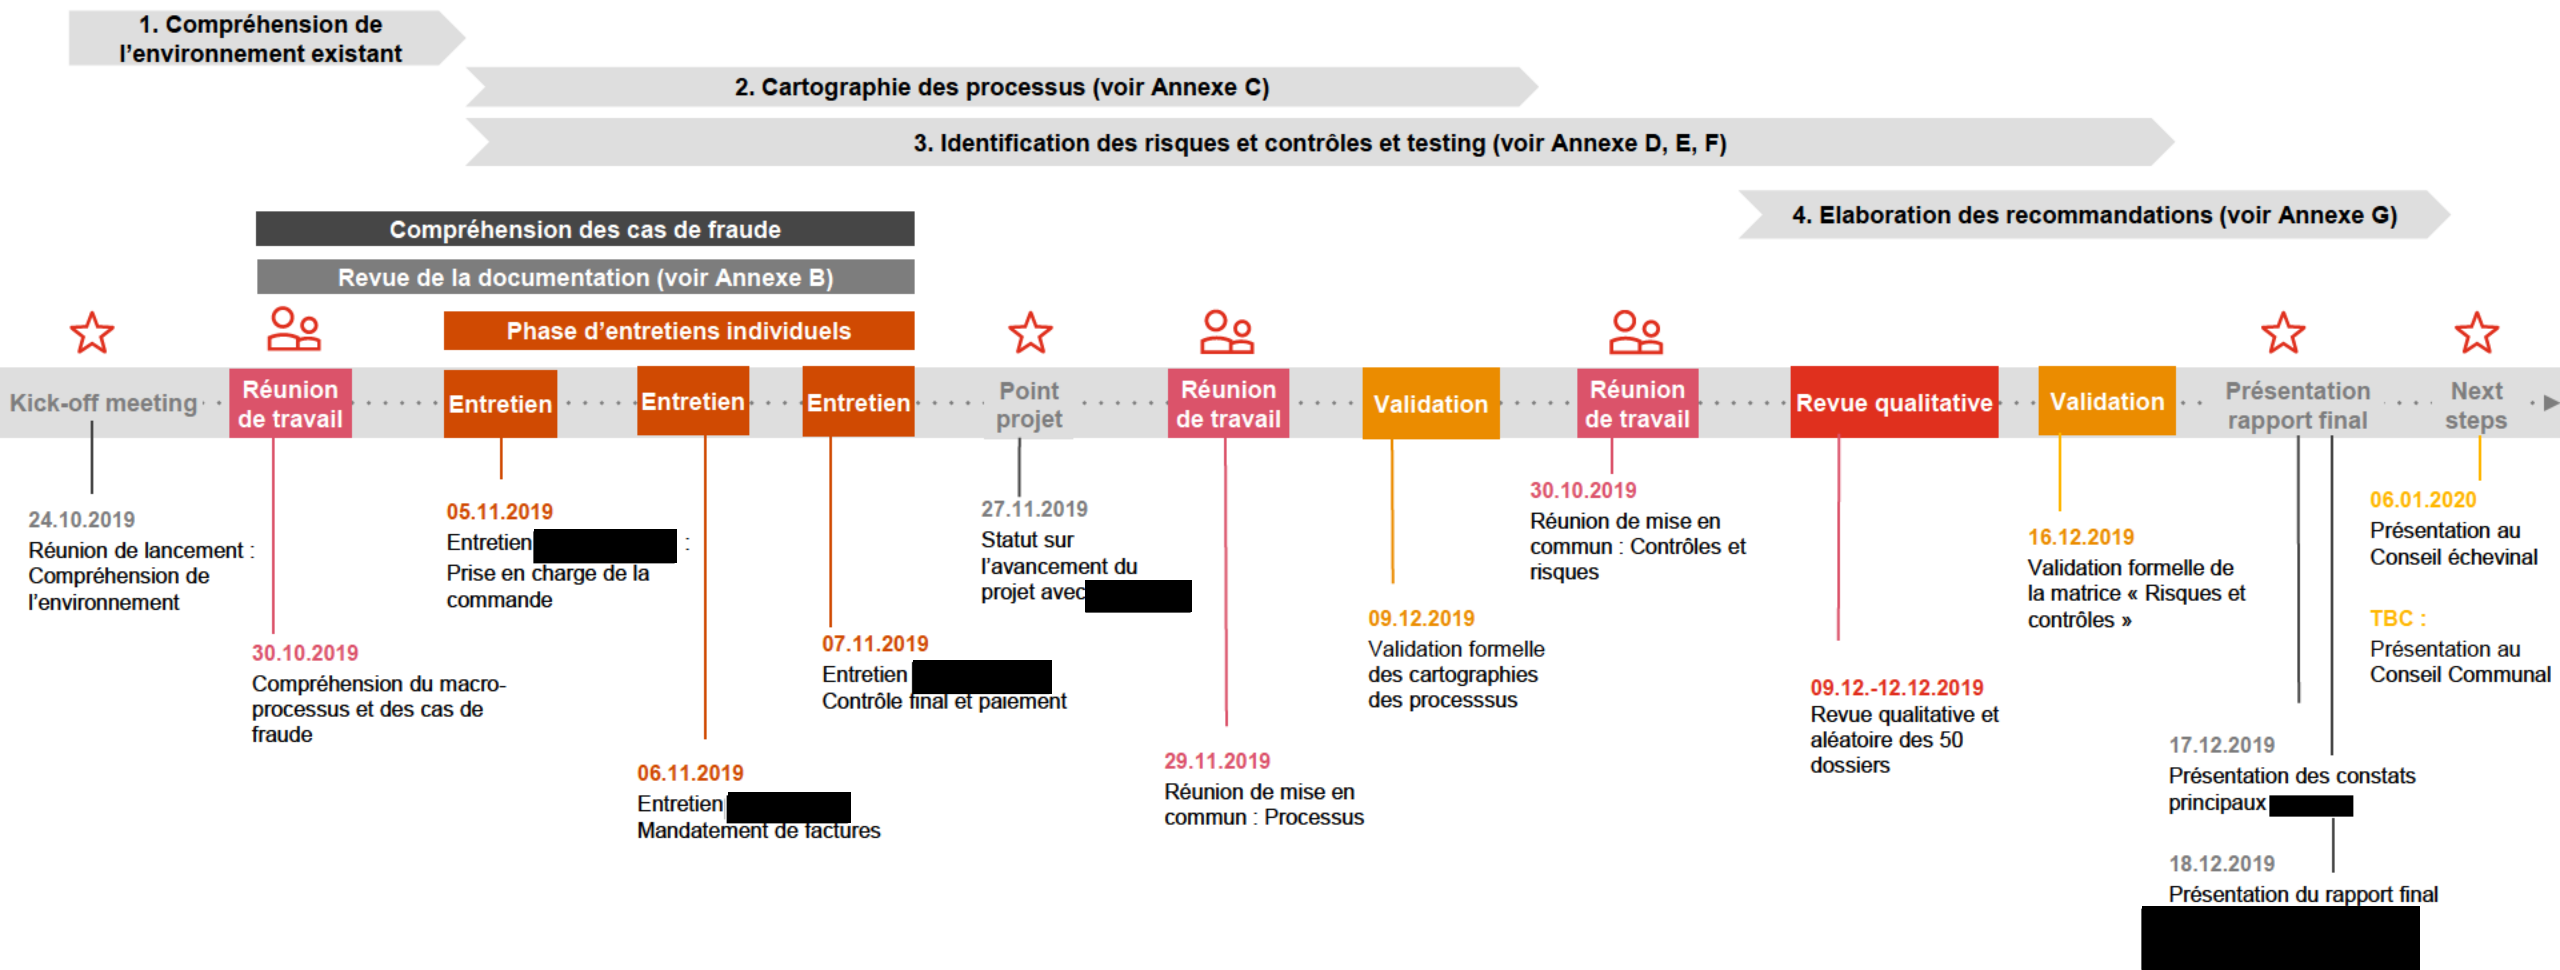 1. Compréhension de
l'environnement existant
2. Cartographie des processus (voir Annexe C)
3. Identification des risques et contrôles et testing (voir Annexe D, E, F)
4. Elaboration des recommandations (voir Annexe G)
Compréhension des cas de fraude
Revue de la documentation (voir Annexe B)
Phase d'entretiens individuels
Kick-off meeting
Réunion
de travail
Entretien
Entretien
Entretien
Point
projet
Réunion
de travail
Validation
Réunion
de travail
Revue qualitative
Validation
Présentation
rapport final
Next
steps
24.10.2019
Réunion de lancement :
Compréhension de
l'environnement
30.10.2019
Compréhension du macro-
processus et des cas de
fraude
05.11.2019
Entretien :
Prise en charge de la
commande
06.11.2019
Entretien
Mandatement de factures
07.11.2019
Entretien
Contrôle final et paiement
27.11.2019
Statut sur
l'avancement du
projet avec
29.11.2019
Réunion de mise en
commun : Processus
09.12.2019
Validation formelle
des cartographies
des processsus
30.10.2019
Réunion de mise en
commun : Contrôles et
risques
09.12.-12.12.2019
Revue qualitative et
aléatoire des 50
dossiers
16.12.2019
Validation formelle de
la matrice « Risques et
contrôles »
17.12.2019
Présentation des constats
principaux
18.12.2019
Présentation du rapport final
06.01.2020
Présentation au
Conseil échevinal
TBC :
Présentation au
Conseil Communal